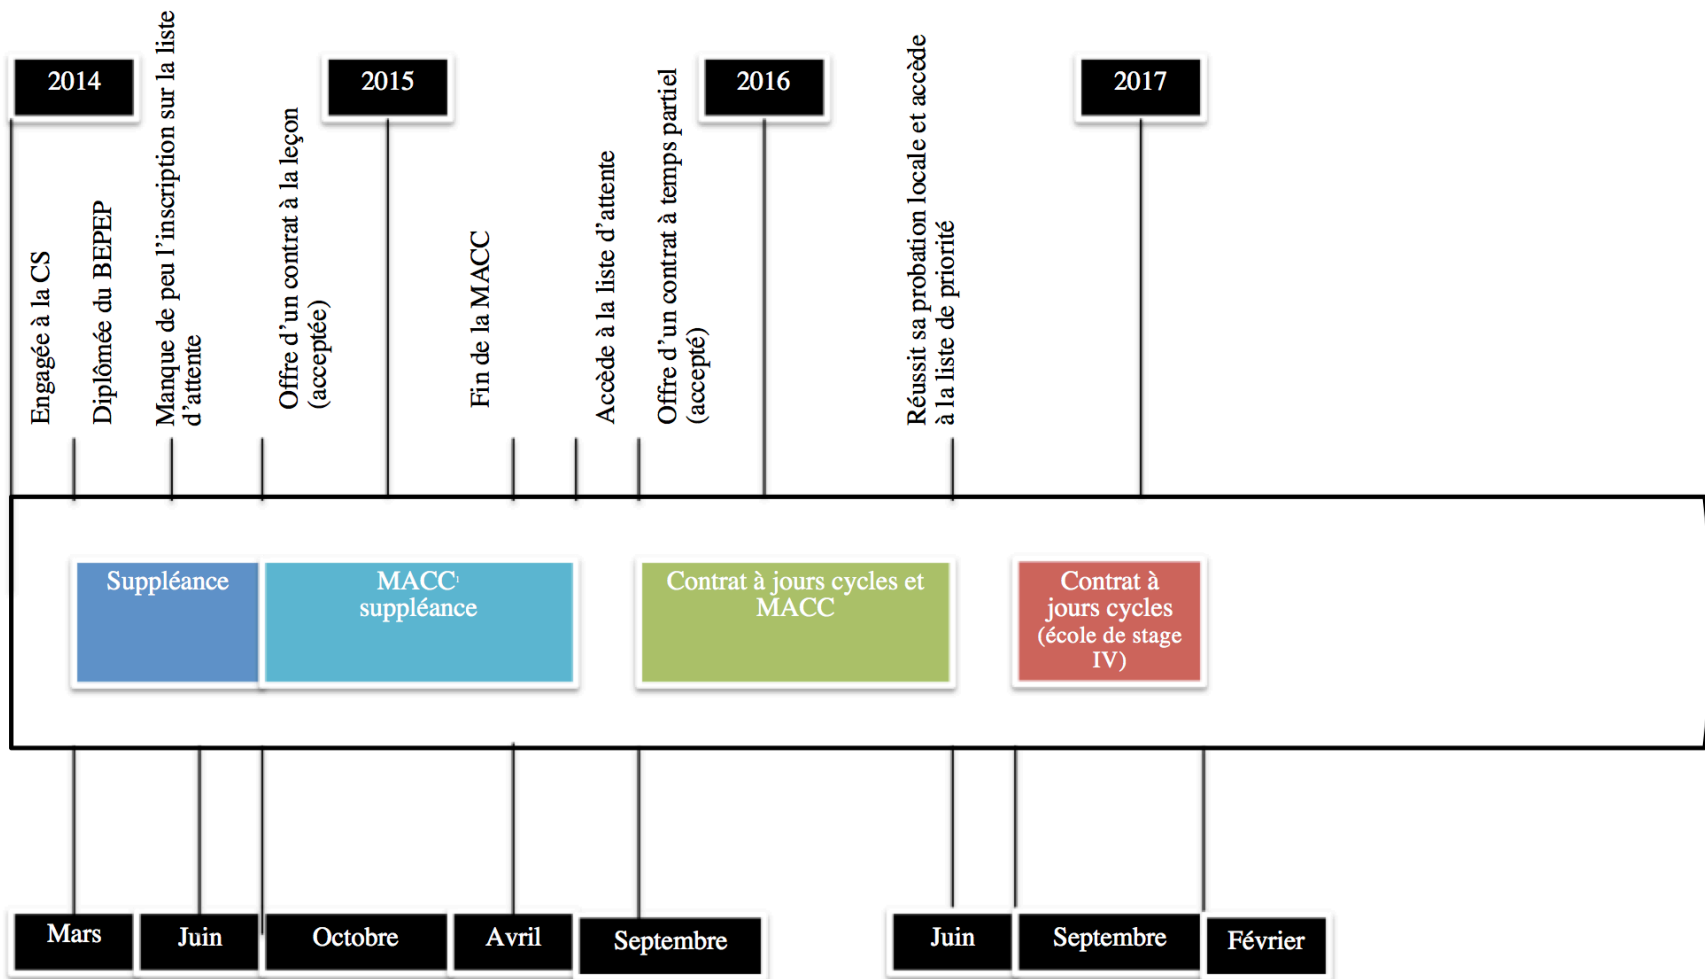 2014
2015
2016
2017
Engagée à la CS
Diplômée du BEPEP
Manque de peu l’inscription sur la liste
d’attente
Offre d’un contrat à la leçon
(acceptée)
Fin de la MACC
Accède à la liste d’attente
Offre d’un contrat à temps partiel
(accepté)
Réussit sa probation locale et accède
à la liste de priorité
Suppléance
MACC¹
suppléance
Contrat à jours cycles et
MACC
Contrat à
jours cycles
(école de stage
IV)
Mars
Juin
Octobre
Avril
Septembre
Juin
Septembre
Février